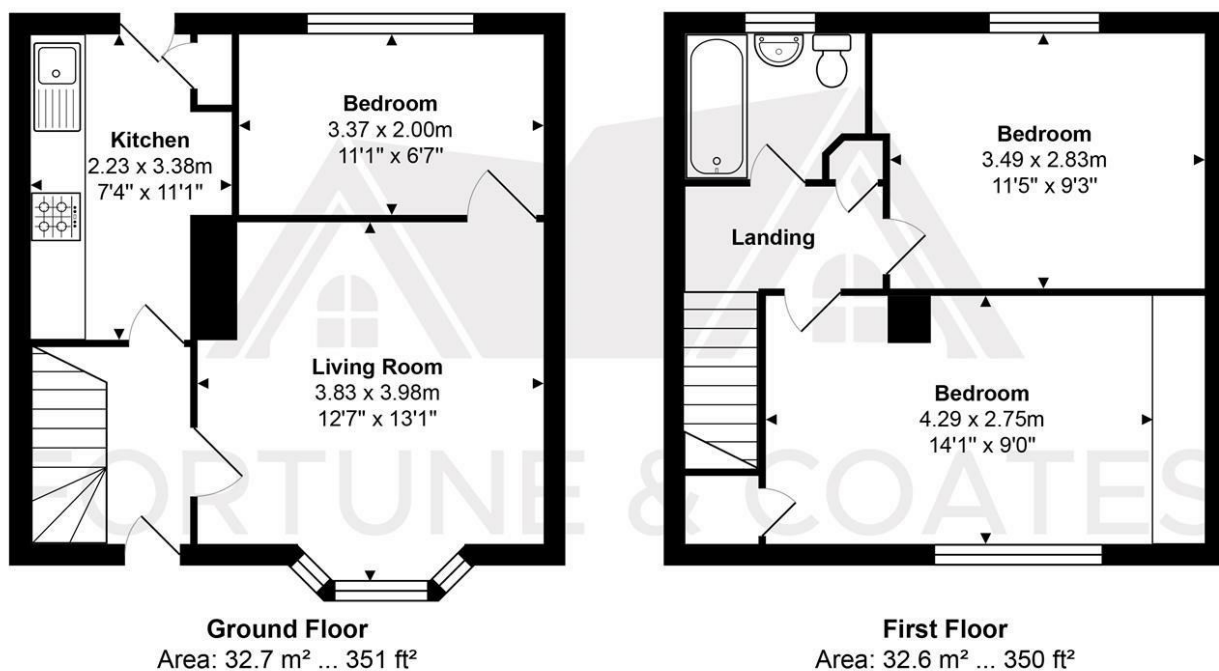 Kitchen
2.23 x 3.38m
7'4" x 11'1"
Bedroom
3.37 x 2.00m
11'1" x 6'7"
Living Room
3.83 x 3.98m
12'7" x 13'1"
Ground Floor
Area: 32.7 m² ... 351 ft²
Landing
Bedroom
3.49 x 2.83m
11'5" x 9'3"
Bedroom
4.29 x 2.75m
14'1" x 9'0"
First Floor
Area: 32.6 m² ... 350 ft²
FORTUNE & COATES